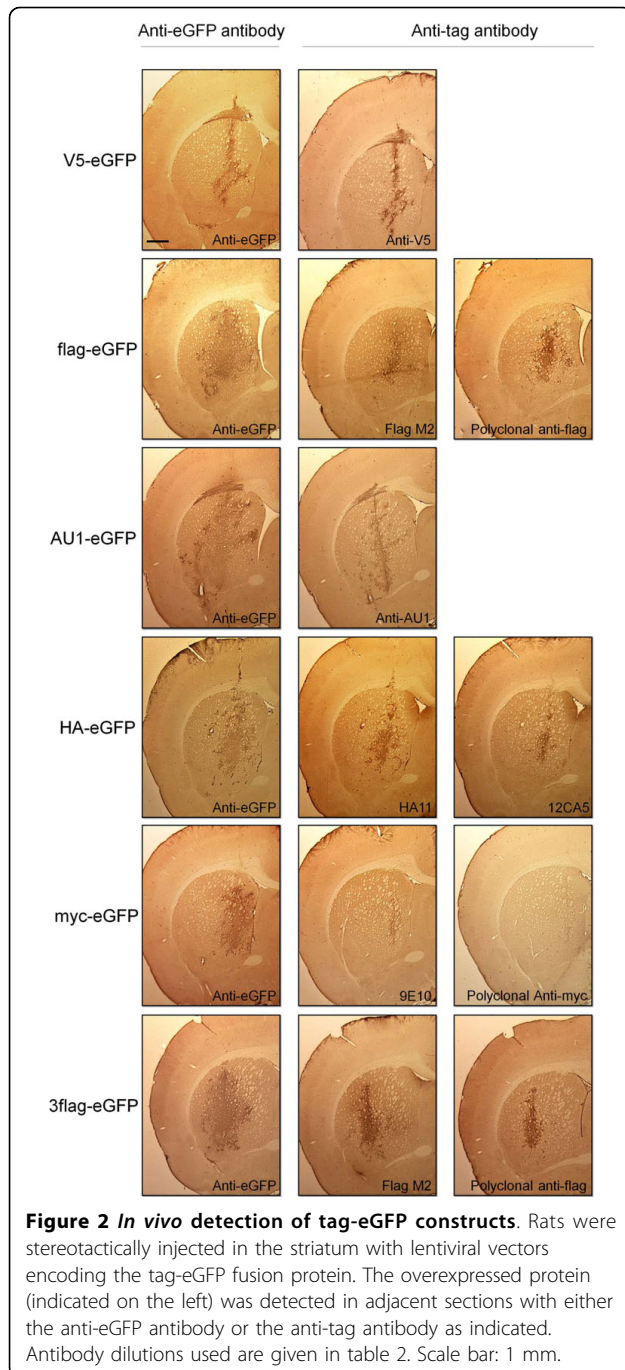 Anti-eGFP antibody Anti-tag antibody
V5-eGFP
Anti-eGFP Anti-V5
flag-eGFP
Anti-eGFP Flag M2 Polyclonal anti-flag
AU1-eGFP
Anti-eGFP Anti-AU1
HA-eGFP
Anti-eGFP HA11 12CA5
myc-eGFP
Anti-eGFP 9E10 Polyclonal Anti-myc
3flag-eGFP
Anti-eGFP Flag M2 Polyclonal anti-flag
Figure 2 In vivo detection of tag-eGFP constructs. Rats were
stereotactically injected in the striatum with lentiviral vectors
encoding the tag-eGFP fusion protein. The overexpressed protein
(indicated on the left) was detected in adjacent sections with either
the anti-eGFP antibody or the anti-tag antibody as indicated.
Antibody dilutions used are given in table 2. Scale bar: 1 mm.